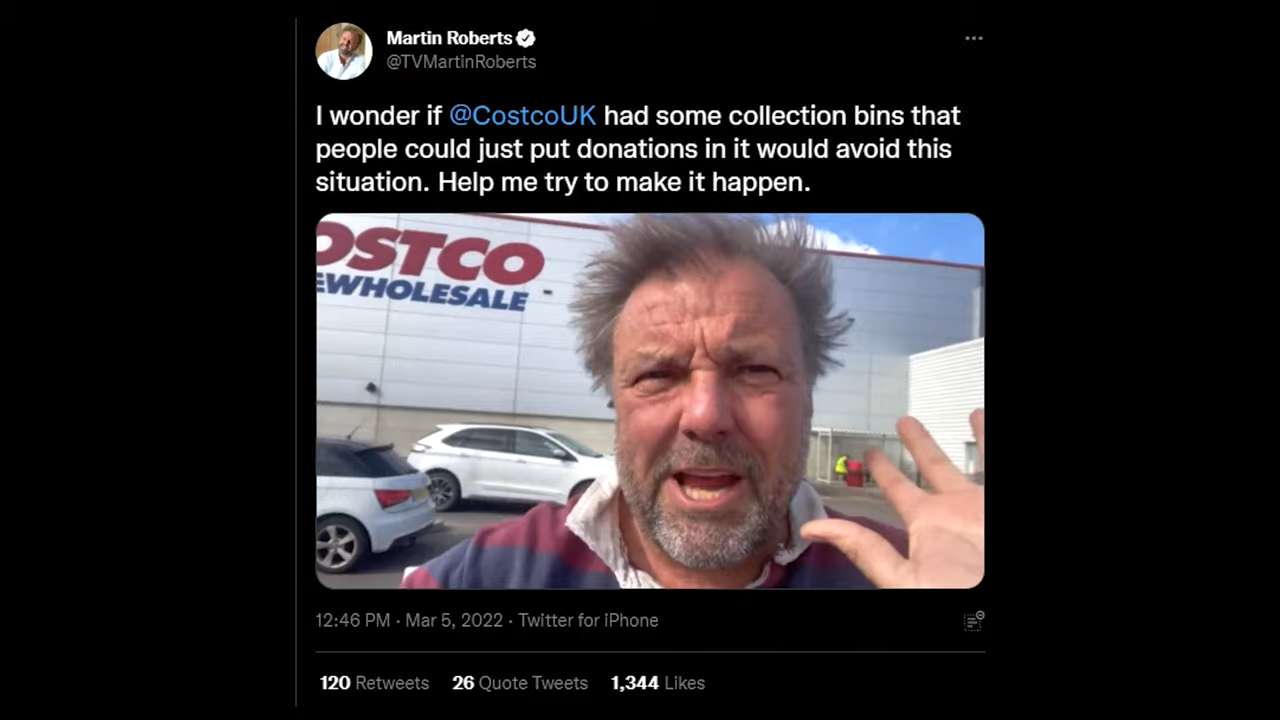 Martin Roberts
@TVMartinRoberts
I wonder if @CostcoUK had some collection bins that
people could just put donations in it would avoid this
situation. Help me try to make it happen.
OSTCO
EWHOLESALE
12:46 PM · Mar 5, 2022 · Twitter for iPhone
120 Retweets 26 Quote Tweets 1,344 Likes